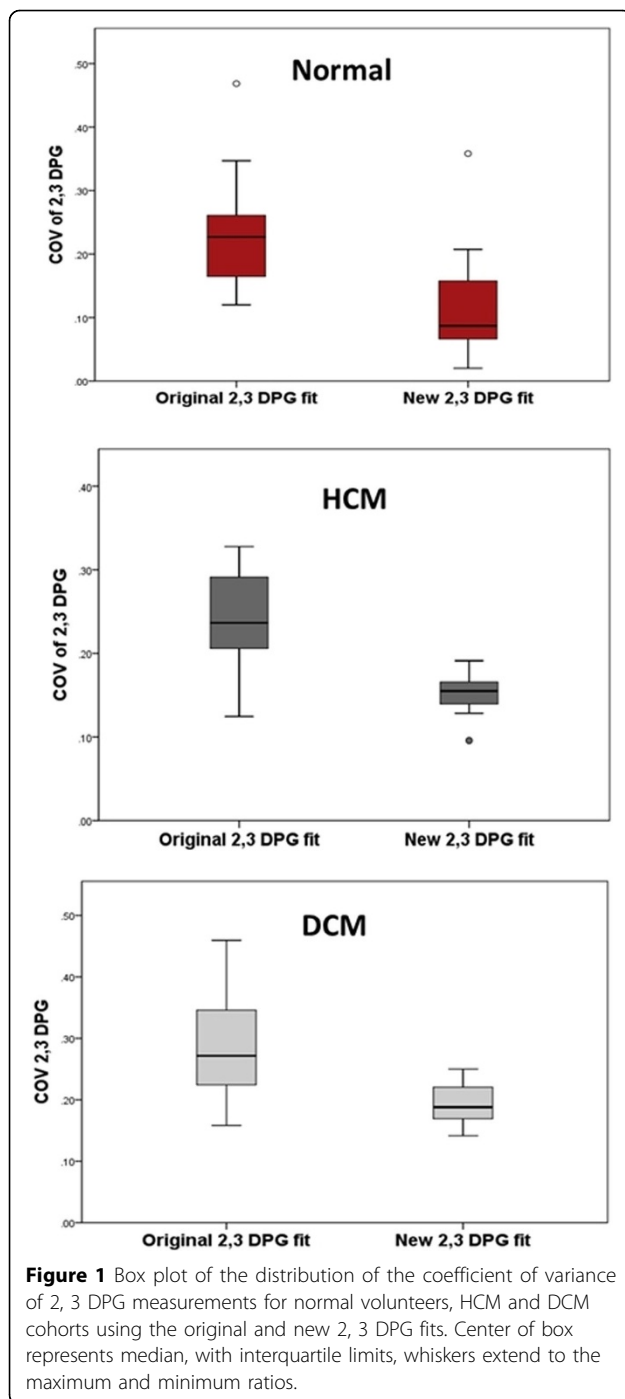 Normal
COV of 2,3 DPG
.50
.40
.30
.20
.10
.00
Original 2,3 DPG fit New 2,3 DPG fit
HCM
COV of 2,3 DPG
.40
.30
.20
.10
.00
Original 2,3 DPG fit New 2,3 DPG fit
DCM
COV 2,3 DPG
.50
.40
.30
.20
.10
.00
Original 2,3 DPG fit New 2,3 DPG fit
Figure 1 Box plot of the distribution of the coefficient of variance
of 2, 3 DPG measurements for normal volunteers, HCM and DCM
cohorts using the original and new 2, 3 DPG fits. Center of box
represents median, with interquartile limits, whiskers extend to the
maximum and minimum ratios.